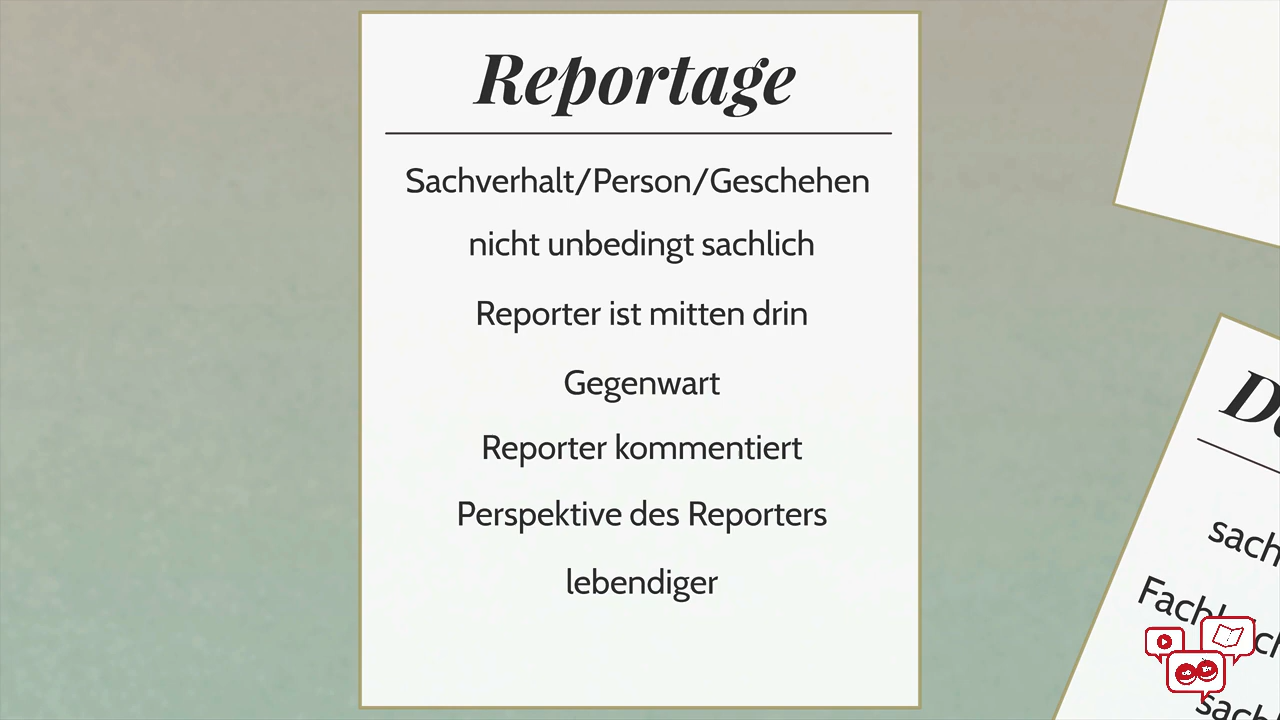 Reportage
Sachverhalt/Person/Geschehen
nicht unbedingt sachlich
Reporter ist mitten drin
Gegenwart
Reporter kommentiert
Perspektive des Reporters
lebendiger